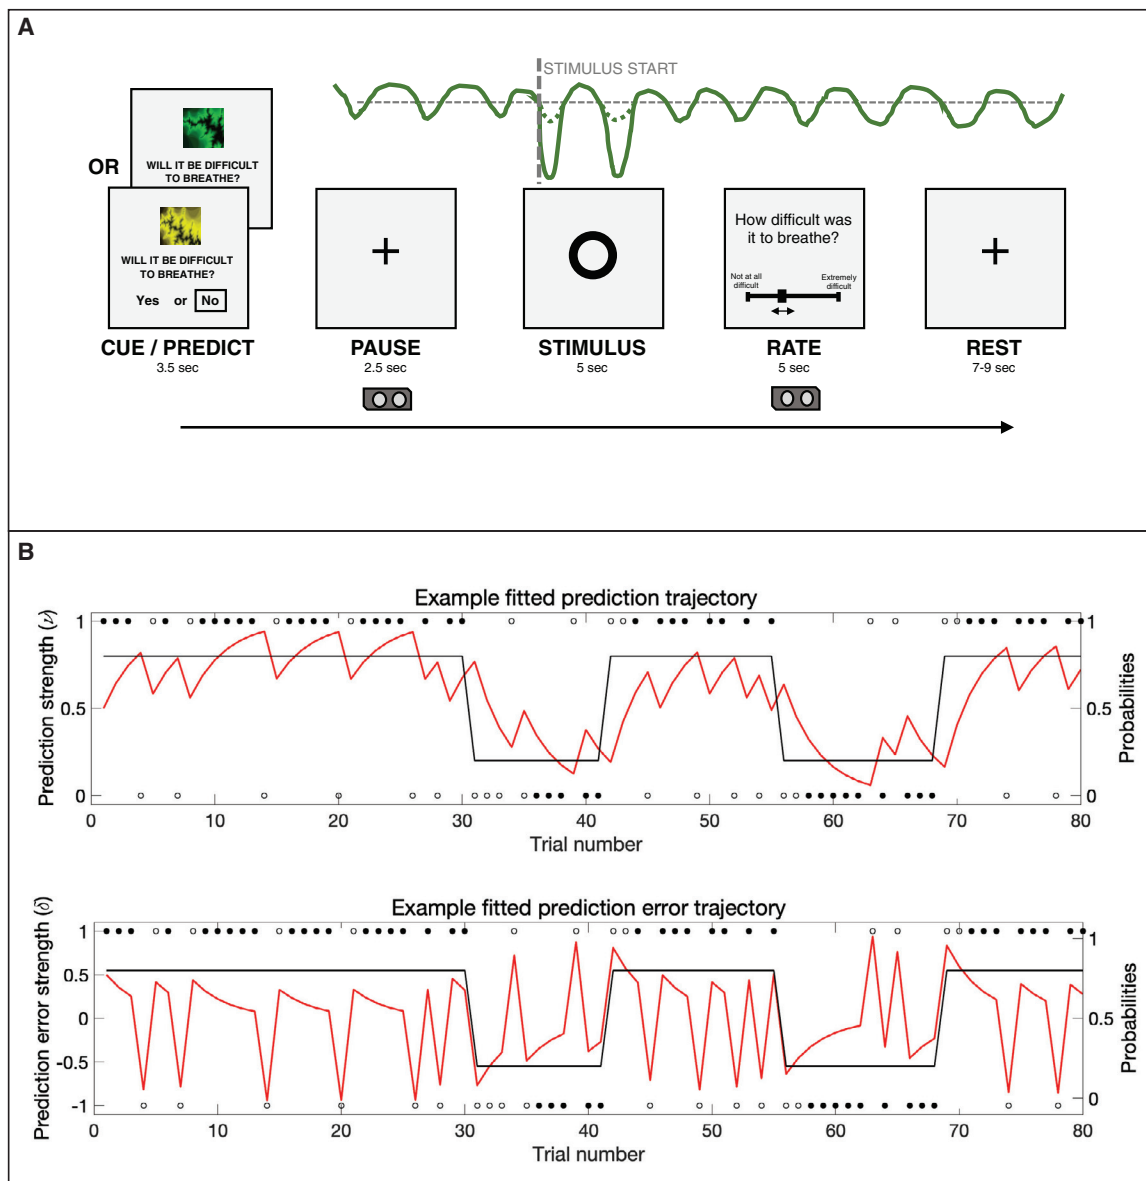 A
STIMULUS START
OR
WILL IT BE DIFFICULT
TO BREATHE?
WILL IT BE DIFFICULT
TO BREATHE?
Yes or No
How difficult was
it to breathe?
Not at all
difficult
Extremely
difficult
CUE / PREDICT
3.5 sec
PAUSE
2.5 sec
STIMULUS
5 sec
RATE
5 sec
REST
7-9 sec
B
Example fitted prediction trajectory
Prediction strength (ν)
1
0.5
0
1
0.5
0
Probabilities
0 10 20 30 40 50 60 70 80
Trial number
Example fitted prediction error trajectory
Prediction error strength (δ)
1
0.5
0
-0.5
-1
1
0.5
0
Probabilities
0 10 20 30 40 50 60 70 80
Trial number